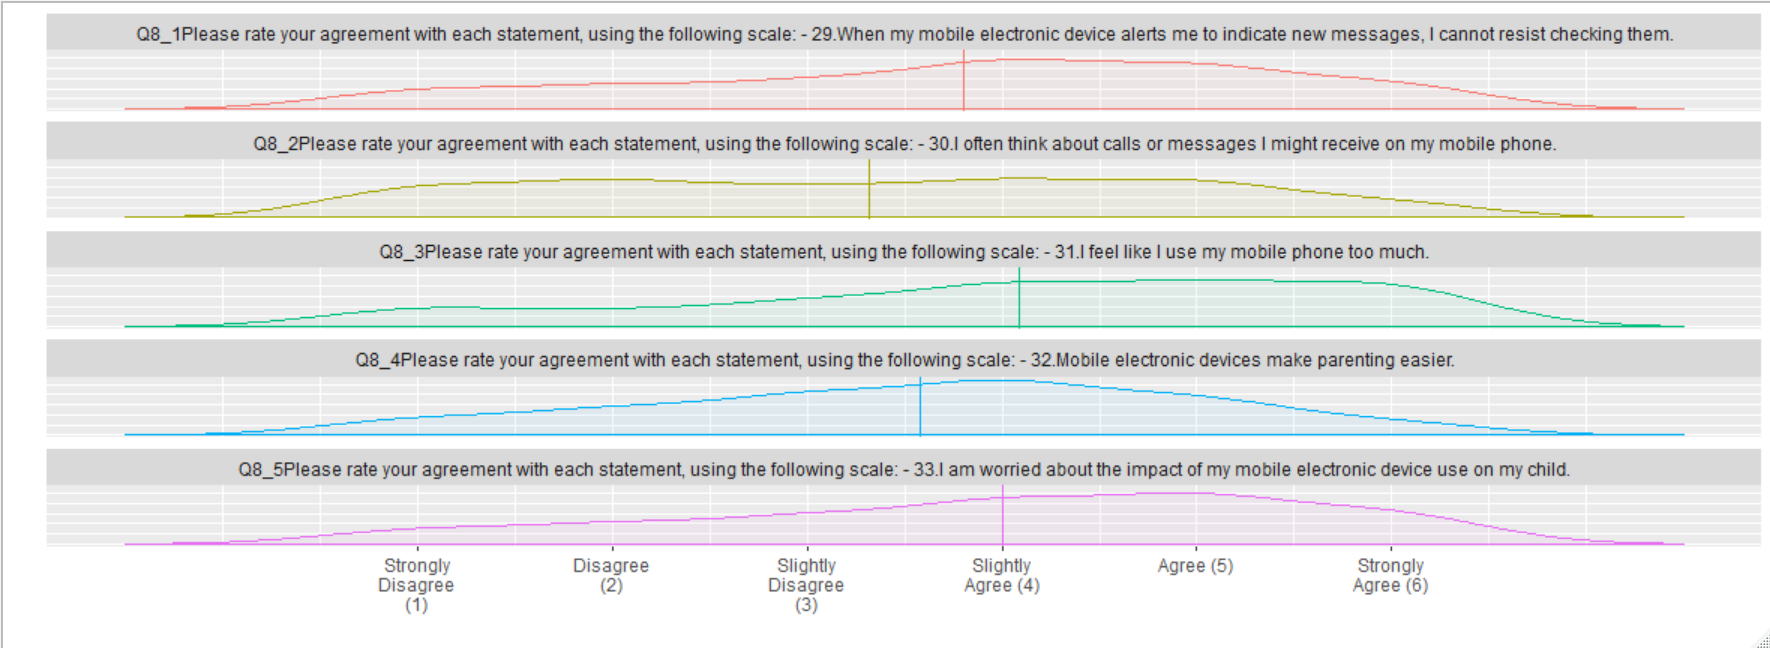 Q8_1Please rate your agreement with each statement, using the following scale: - 29.When my mobile electronic device alerts me to indicate new messages, I cannot resist checking them.
Q8_2Please rate your agreement with each statement, using the following scale: - 30.I often think about calls or messages I might receive on my mobile phone.
Q8_3Please rate your agreement with each statement, using the following scale: - 31.I feel like I use my mobile phone too much.
Q8_4Please rate your agreement with each statement, using the following scale: - 32.Mobile electronic devices make parenting easier.
Q8_5Please rate your agreement with each statement, using the following scale: - 33.I am worried about the impact of my mobile electronic device use on my child.
Strongly
Disagree
(1)
Disagree
(2)
Slightly
Disagree
(3)
Slightly
Agree (4)
Agree (5)
Strongly
Agree (6)